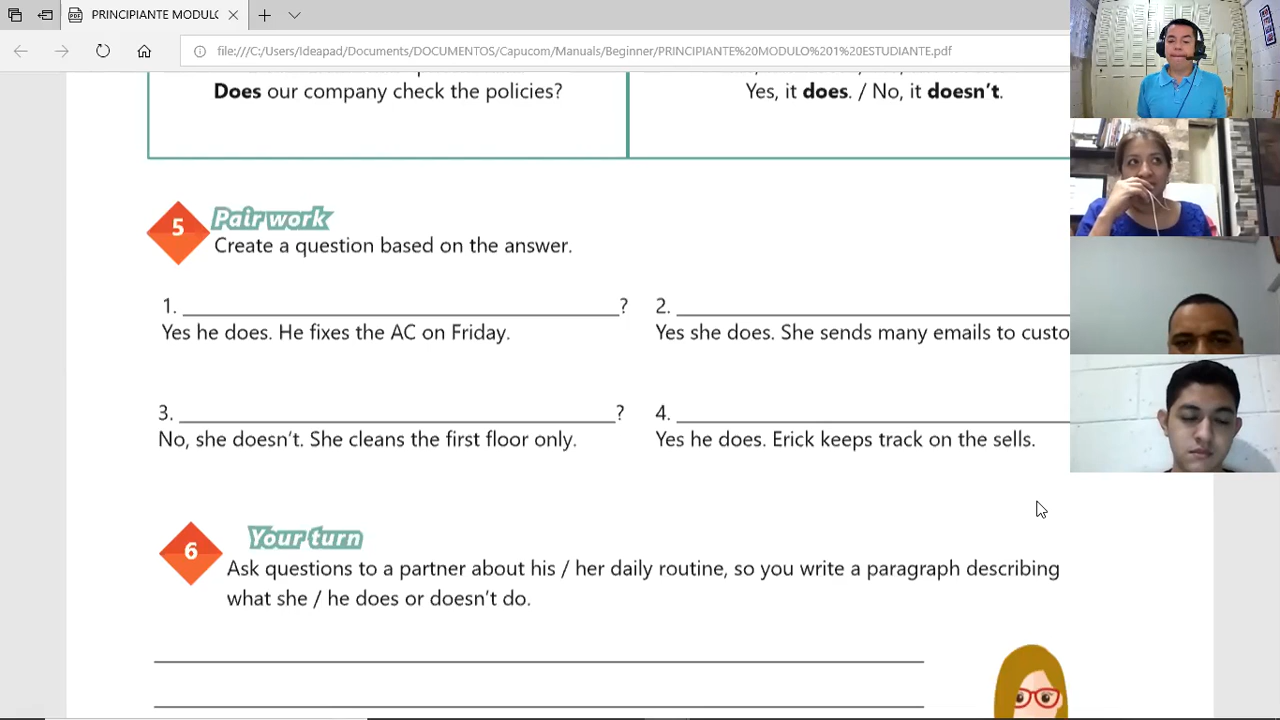 PRINCIPIANTE MODULO
file:///C:/Users/Ideapad/Documents/DOCUMENTOS/Capucom/Manuals/Beginner/PRINCIPIANTE%20MODULO%201%20ESTUDIANTE.pdf
Does our company check the policies?
Yes, it does. / No, it doesn't.
5 Pair work
Create a question based on the answer.
1. ?
Yes he does. He fixes the AC on Friday.
2.
Yes she does. She sends many emails to custo
3. ?
No, she doesn't. She cleans the first floor only.
4.
Yes he does. Erick keeps track on the sells.
6 Your turn
Ask questions to a partner about his / her daily routine, so you write a paragraph describing
what she / he does or doesn't do.